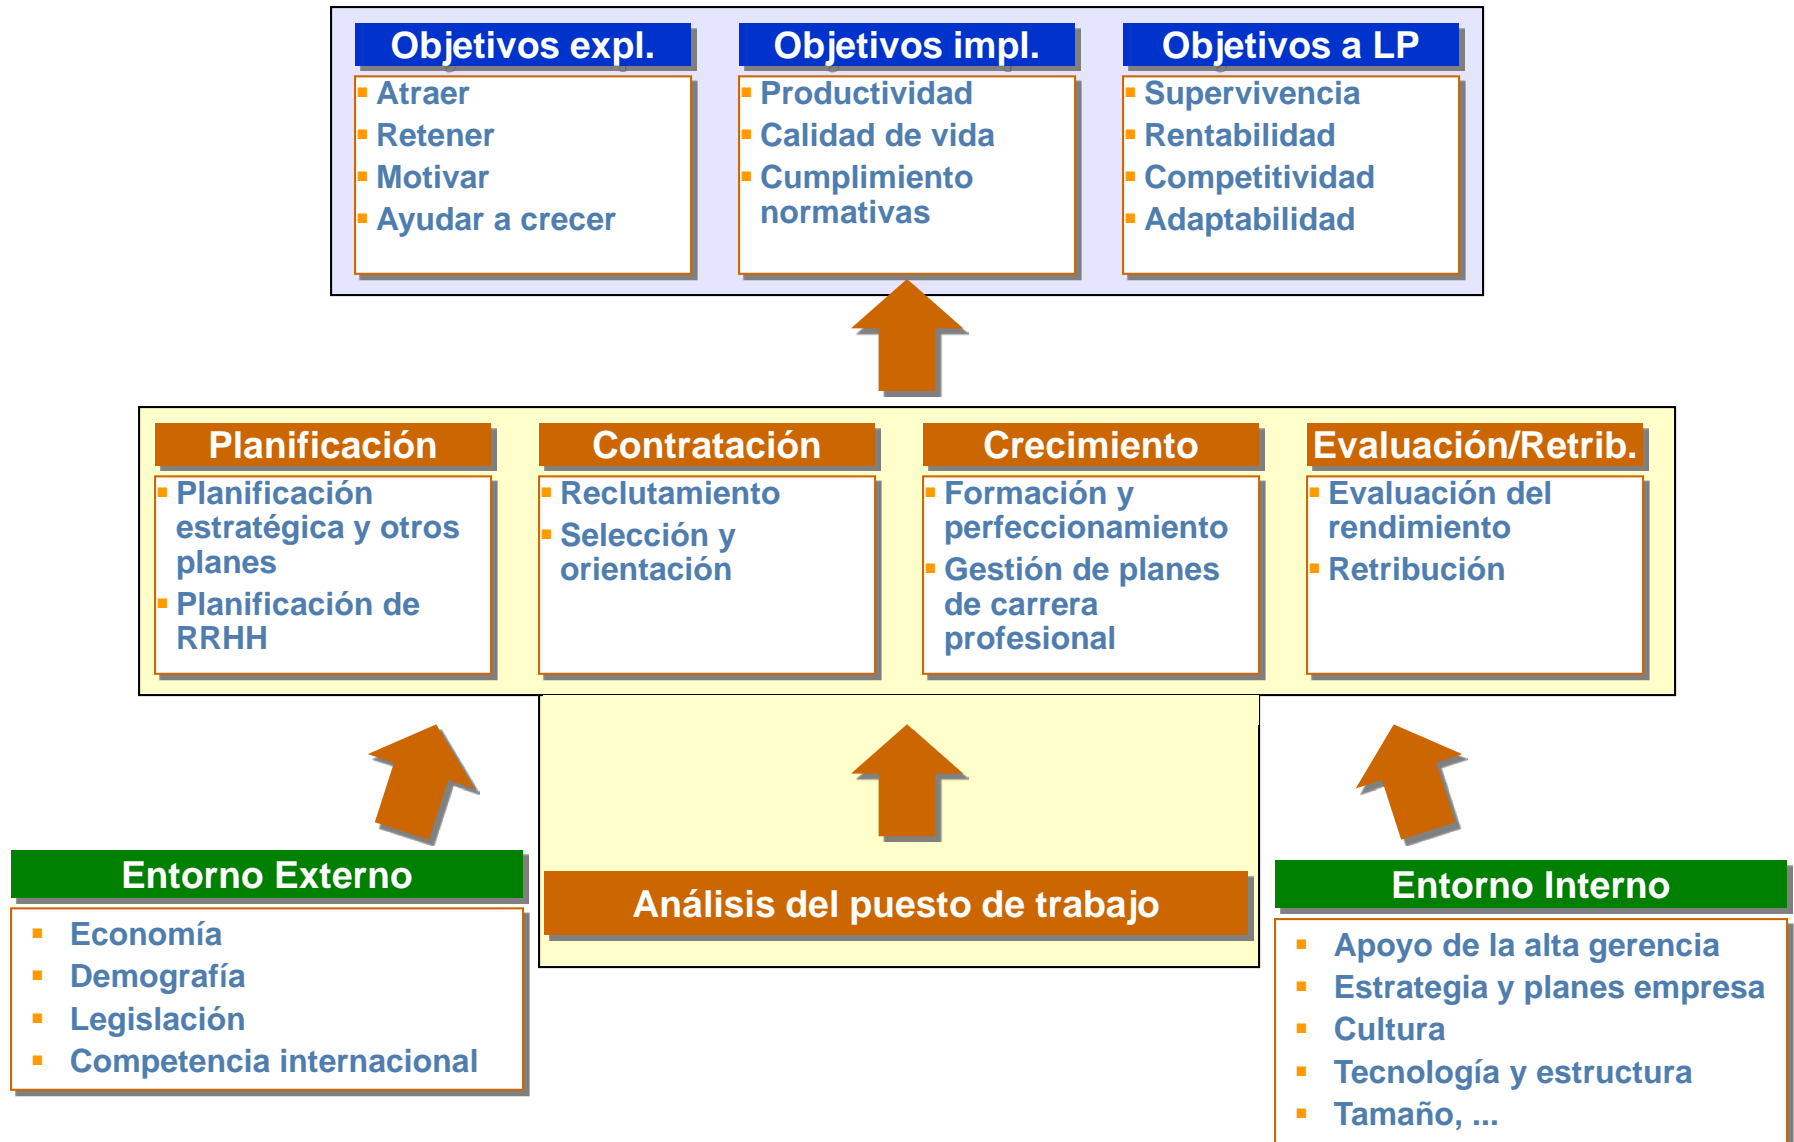 Objetivos expl.
Atraer
Retener
Motivar
Ayudar a crecer
Objetivos impl.
Productividad
Calidad de vida
Cumplimiento
normativas
Objetivos a LP
Supervivencia
Rentabilidad
Competitividad
Adaptabilidad
Planificación
Planificación
estratégica y otros
planes
Planificación de
RRHH
Contratación
Reclutamiento
Selección y
orientación
Crecimiento
Formación y
perfeccionamiento
Gestión de planes
de carrera
profesional
Evaluación/Retrib.
Evaluación del
rendimiento
Retribución
Entorno Externo
Economía
Demografía
Legislación
Competencia internacional
Análisis del puesto de trabajo
Entorno Interno
Apoyo de la alta gerencia
Estrategia y planes empresa
Cultura
Tecnología y estructura
Tamaño, ...